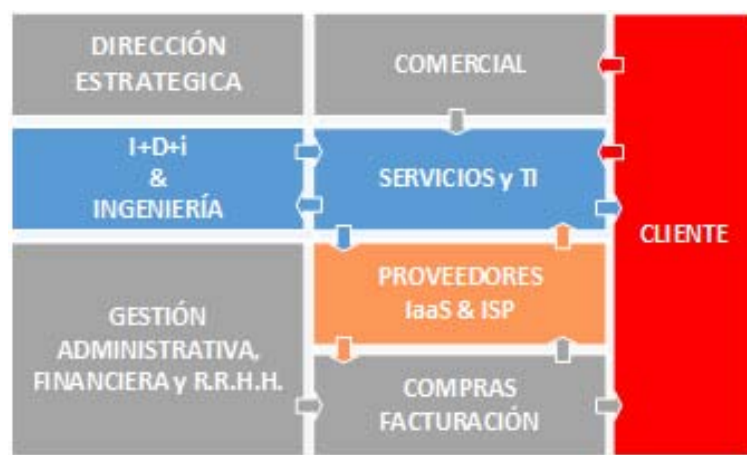 DIRECCIÓN
ESTRATEGICA
COMERCIAL
I+D+i
&
INGENIERÍA
SERVICIOS y TI
CLIENTE
PROVEEDORES
IaaS & ISP
GESTIÓN
ADMINISTRATIVA,
FINANCIERA y R.R.H.H.
COMPRAS
FACTURACIÓN